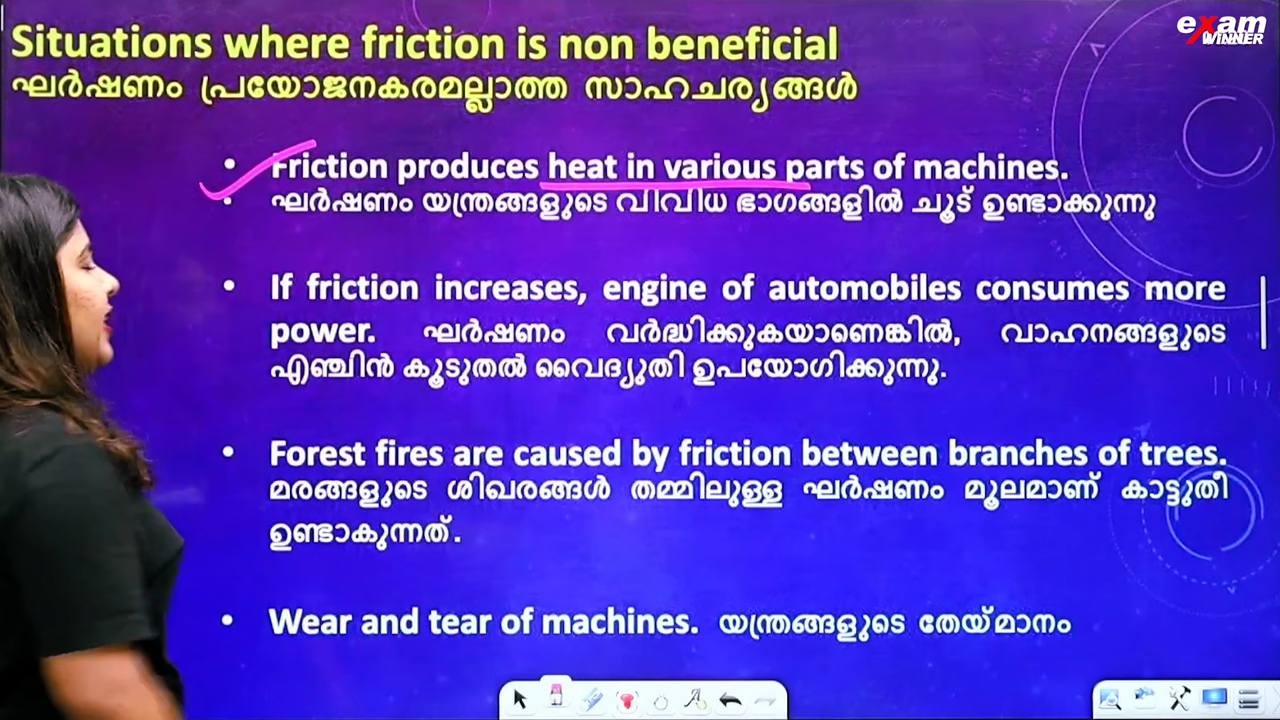 exam
WINNER
Situations where friction is non beneficial
ഘർഷണം പ്രയോജനകരമല്ലാത്ത സാഹചര്യങ്ങൾ
• Friction produces heat in various parts of machines.
• ഘർഷണം യന്ത്രങ്ങളുടെ വിവിധ ഭാഗങ്ങളിൽ ചൂട് ഉണ്ടാക്കുന്നു
• If friction increases, engine of automobiles consumes more
power. ഘർഷണം വർദ്ധിക്കുകയാണെങ്കിൽ, വാഹനങ്ങളുടെ
എഞ്ചിൻ കൂടുതൽ വൈദ്യുതി ഉപയോഗിക്കുന്നു.
• Forest fires are caused by friction between branches of trees.
മരങ്ങളുടെ ശിഖരങ്ങൾ തമ്മിലുള്ള ഘർഷണം മൂലമാണ് കാട്ടുതീ
ഉണ്ടാകുന്നത്.
• Wear and tear of machines. യന്ത്രങ്ങളുടെ തേയ്മാനം